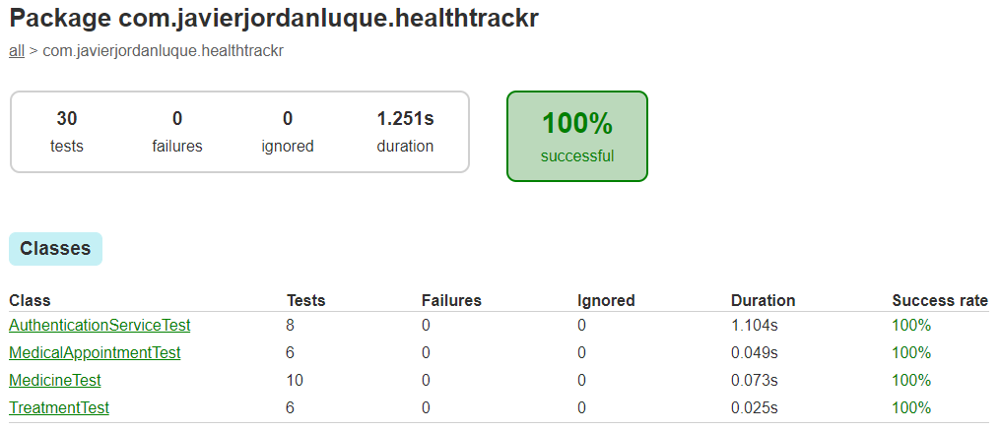 Package com.javierjordanluque.healthtrackr
all > com.javierjordanluque.healthtrackr
30 0 0 1.251s 100%
tests failures ignored duration successful
Classes
Class Tests Failures Ignored Duration Success rate
AuthenticationServiceTest 8 0 0 1.104s 100%
MedicalAppointmentTest 6 0 0 0.049s 100%
MedicineTest 10 0 0 0.073s 100%
TreatmentTest 6 0 0 0.025s 100%